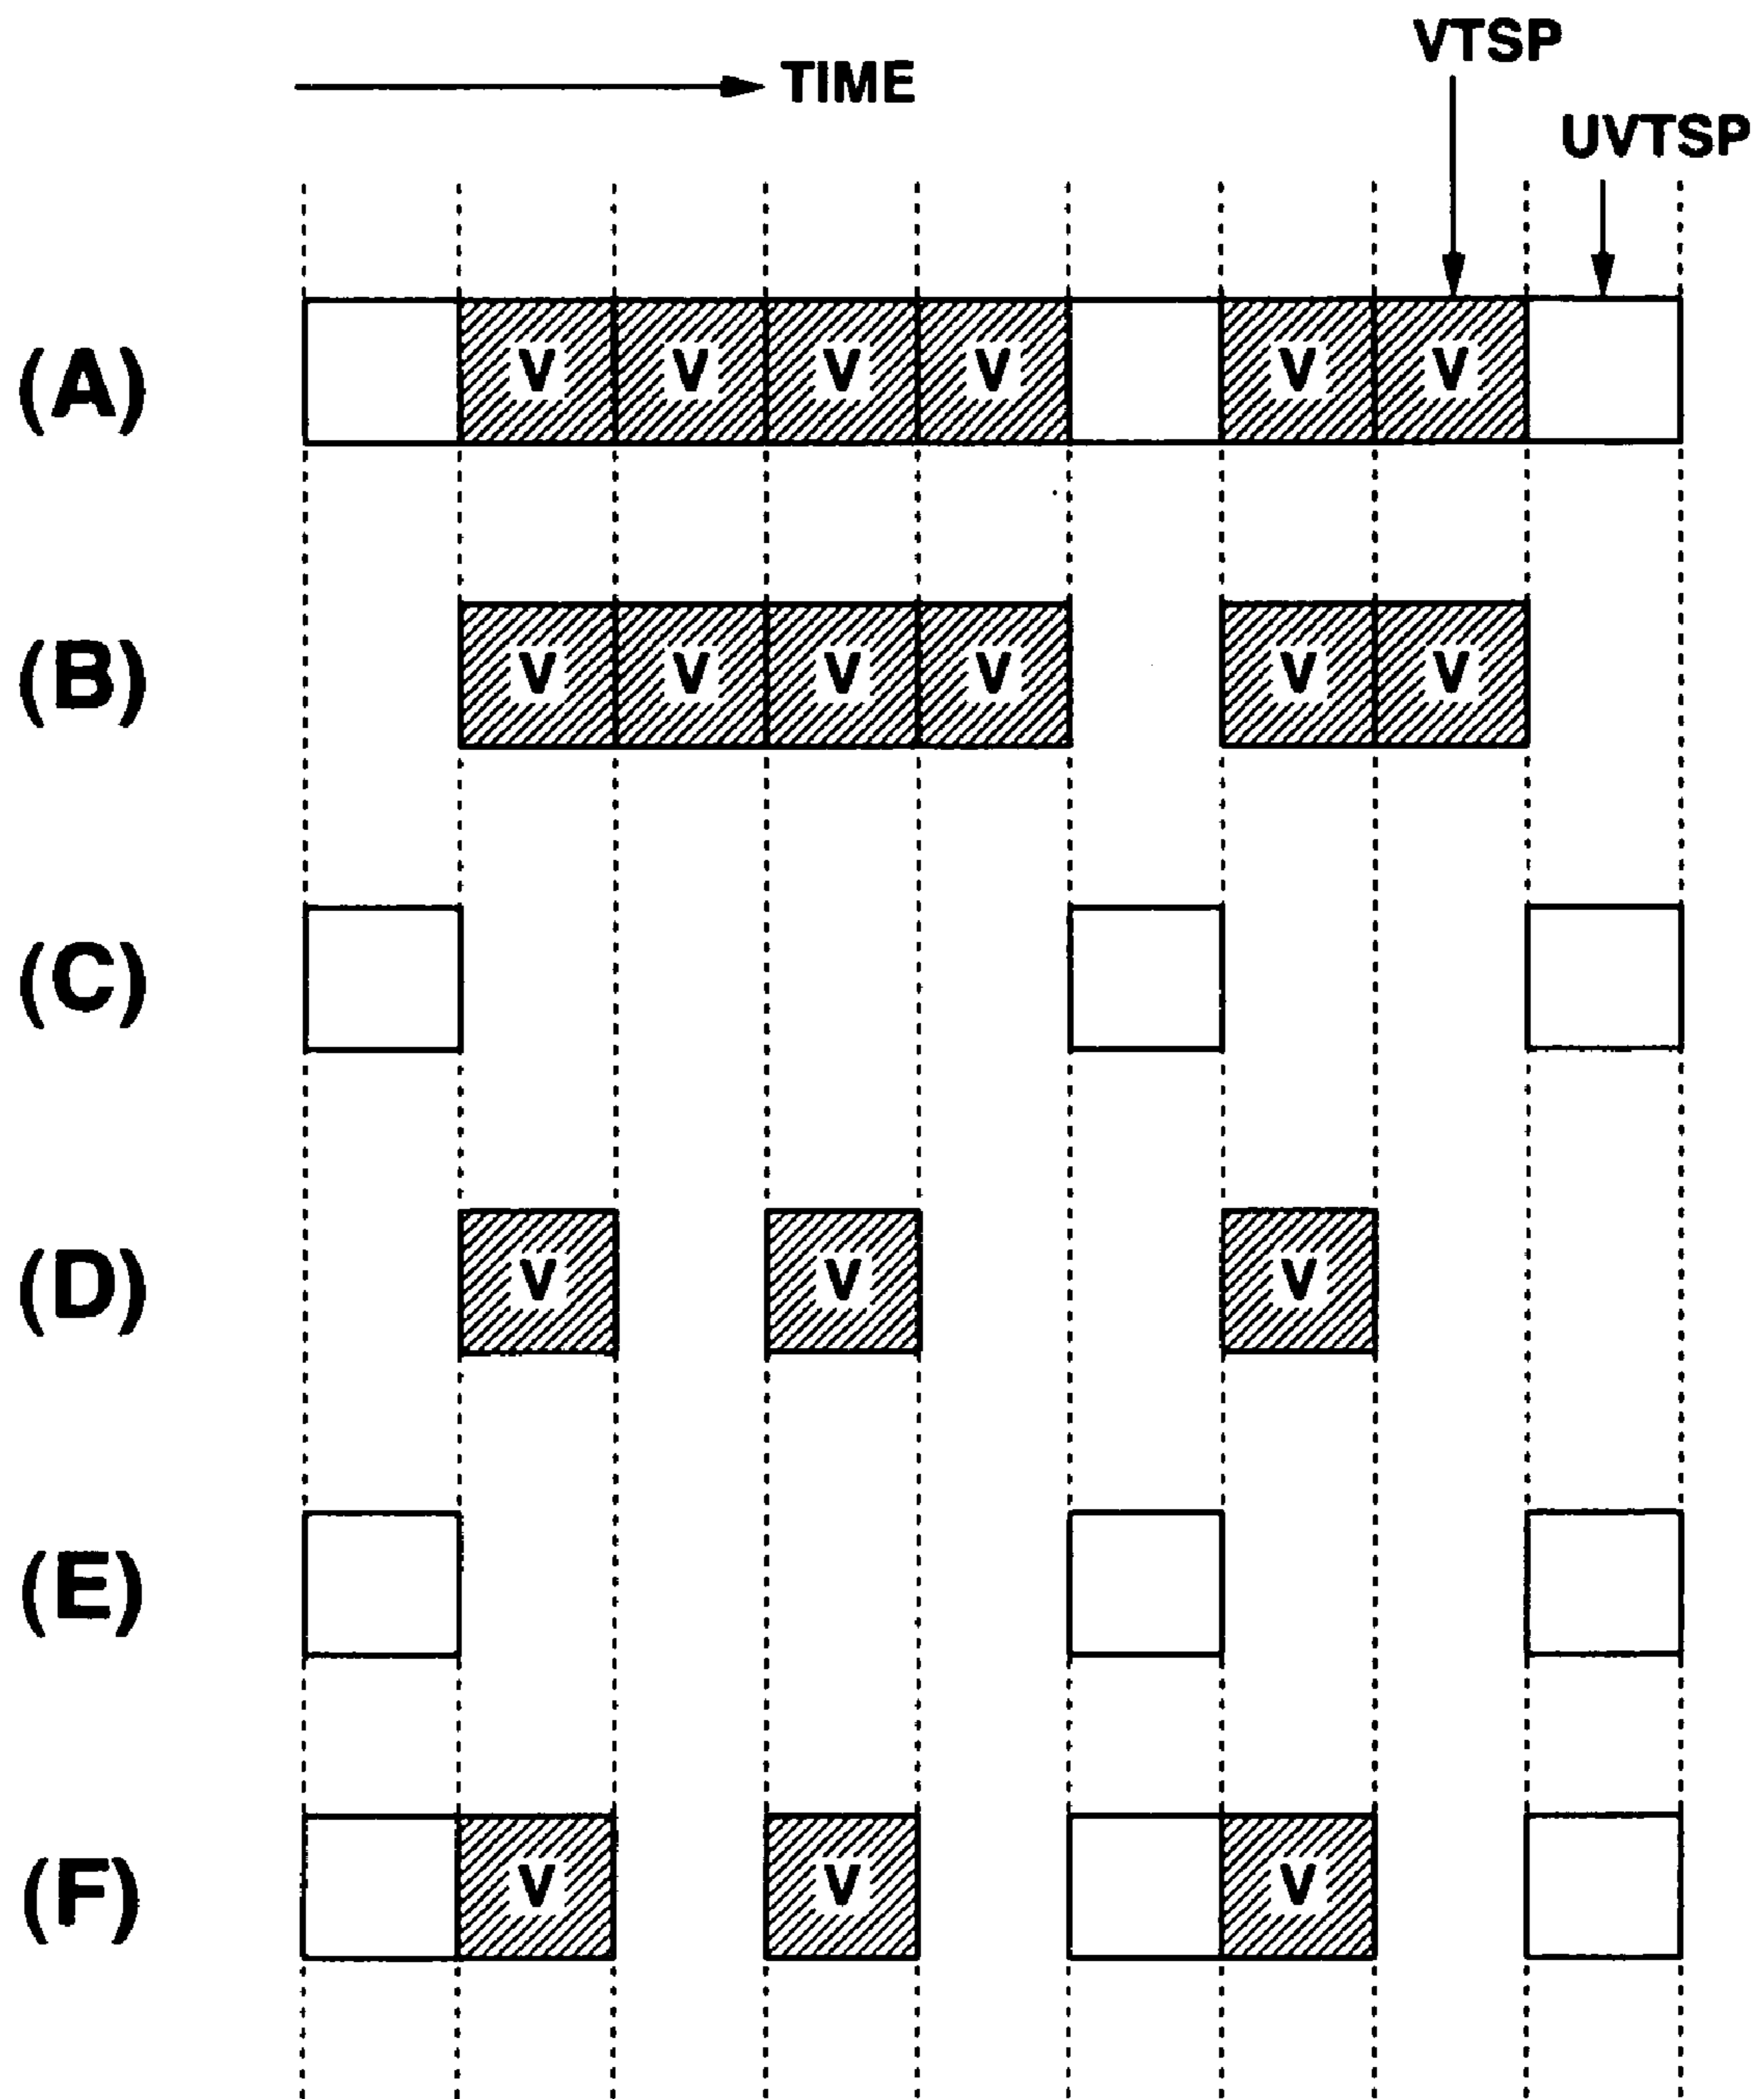 VTSP
TIME
UVTSP
(A) V V V V V V
(B) V V V V V V
(C)
(D) V V V
(E)
(F) V V V